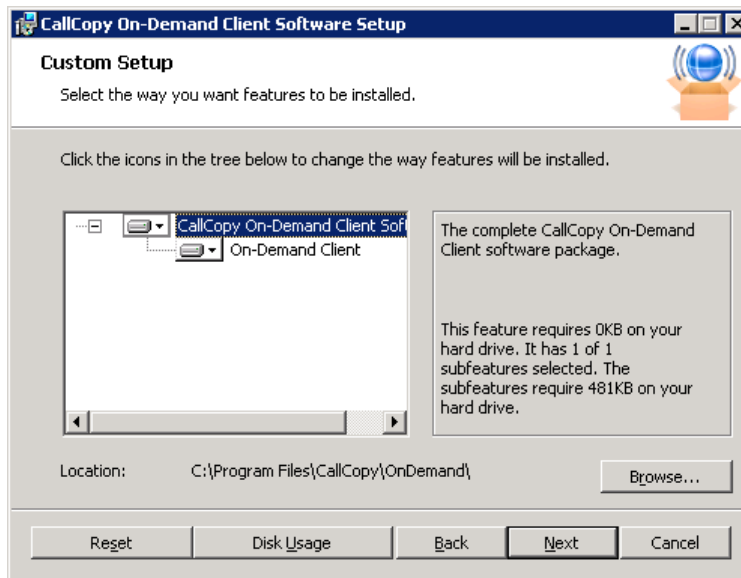 CallCopy On-Demand Client Software Setup
Custom Setup
Select the way you want features to be installed.
Click the icons in the tree below to change the way features will be installed.
CallCopy On-Demand Client Soft
On-Demand Client
The complete CallCopy On-Demand
Client software package.
This feature requires 0KB on your
hard drive. It has 1 of 1
subfeatures selected. The
subfeatures require 481KB on your
hard drive.
Location: C:\Program Files\CallCopy\OnDemand\
Browse...
Reset Disk Usage Back Next Cancel